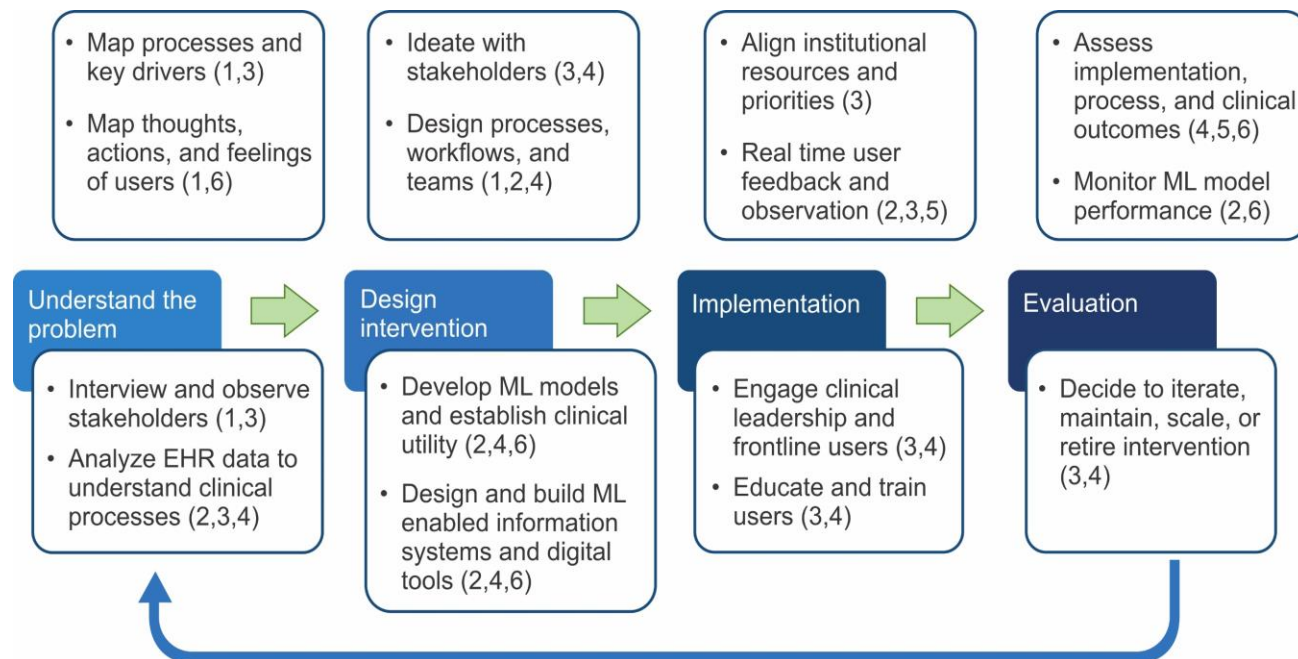 • Map processes and
key drivers (1,3)
• Map thoughts,
actions, and feelings
of users (1,6)
• Ideate with
stakeholders (3,4)
• Design processes,
workflows, and
teams (1,2,4)
• Align institutional
resources and
priorities (3)
• Real time user
feedback and
observation (2,3,5)
• Assess
implementation,
process, and clinical
outcomes (4,5,6)
• Monitor ML model
performance (2,6)
Understand the
problem
Design
intervention
Implementation
Evaluation
• Interview and observe
stakeholders (1,3)
• Analyze EHR data to
understand clinical
processes (2,3,4)
• Develop ML models
and establish clinical
utility (2,4,6)
• Design and build ML
enabled information
systems and digital
tools (2,4,6)
• Engage clinical
leadership and
frontline users (3,4)
• Educate and train
users (3,4)
• Decide to iterate,
maintain, scale, or
retire intervention
(3,4)